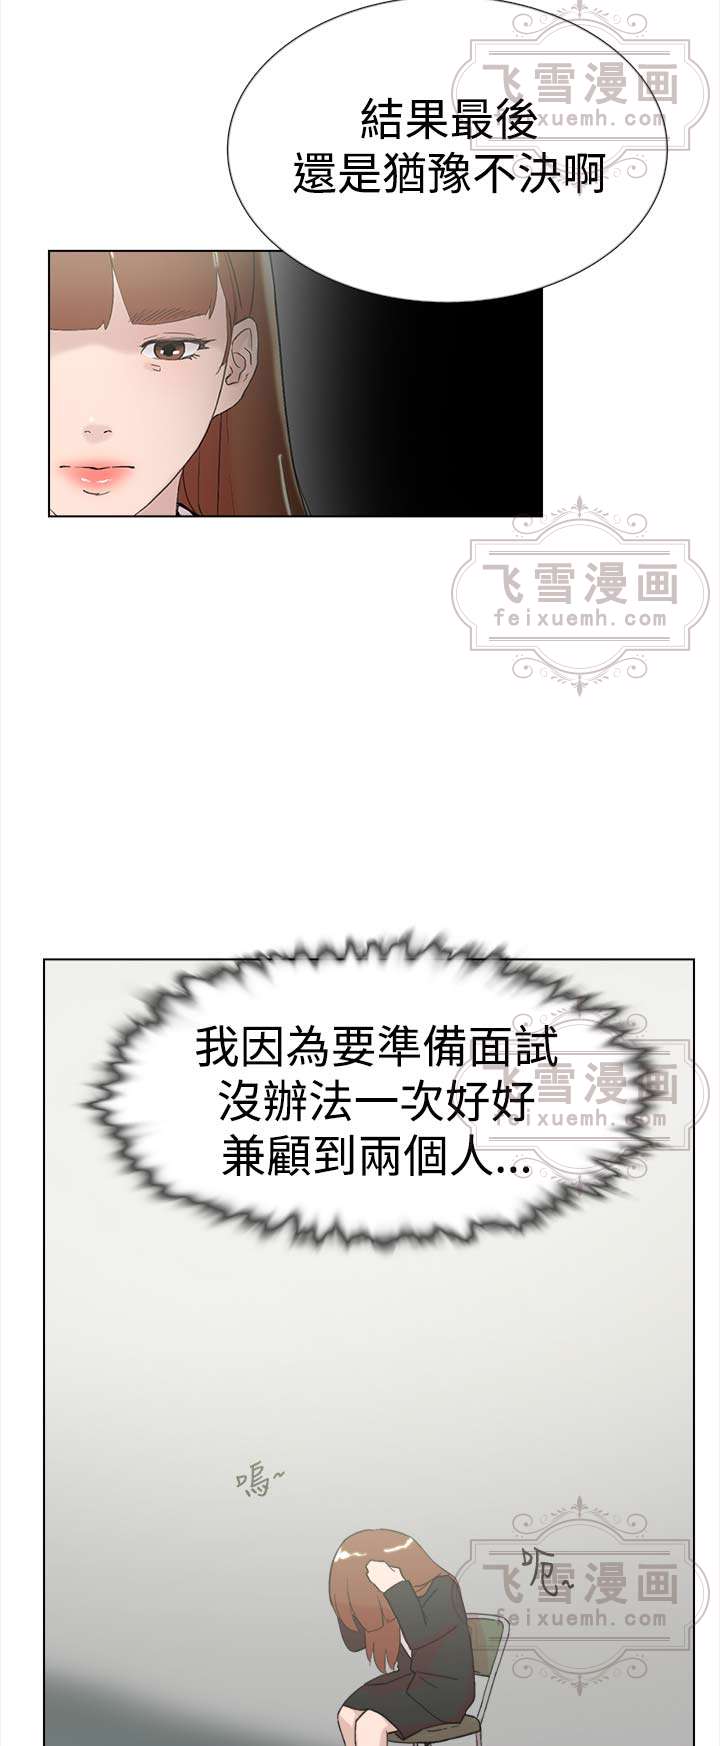 飞雪漫画
feixuemh.com
結果最後
還是猶豫不決啊
飞雪漫画
feixuemh.com
我因為要準備面試
沒辦法一次好好
兼顧到兩個人...
飞雪漫画
feixuemh.com
嗚~
呃~
飞雪漫画
feixuemh.com